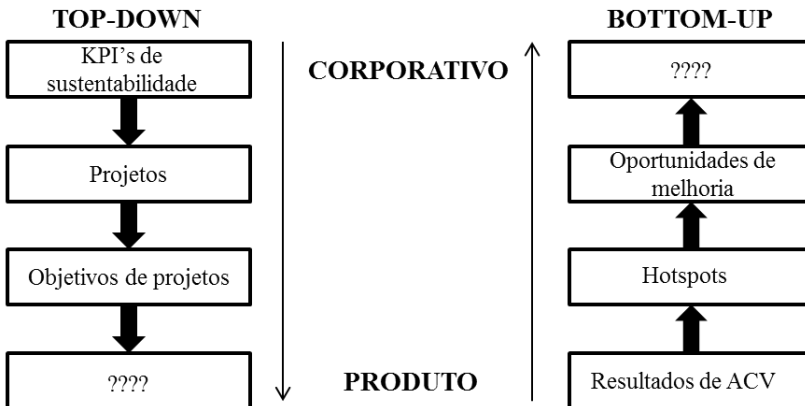 TOP-DOWN
KPI's de
sustentabilidade
Projetos
Objetivos de projetos
????
CORPORATIVO
PRODUTO
BOTTOM-UP
????
Oportunidades de
melhoria
Hotspots
Resultados de ACV